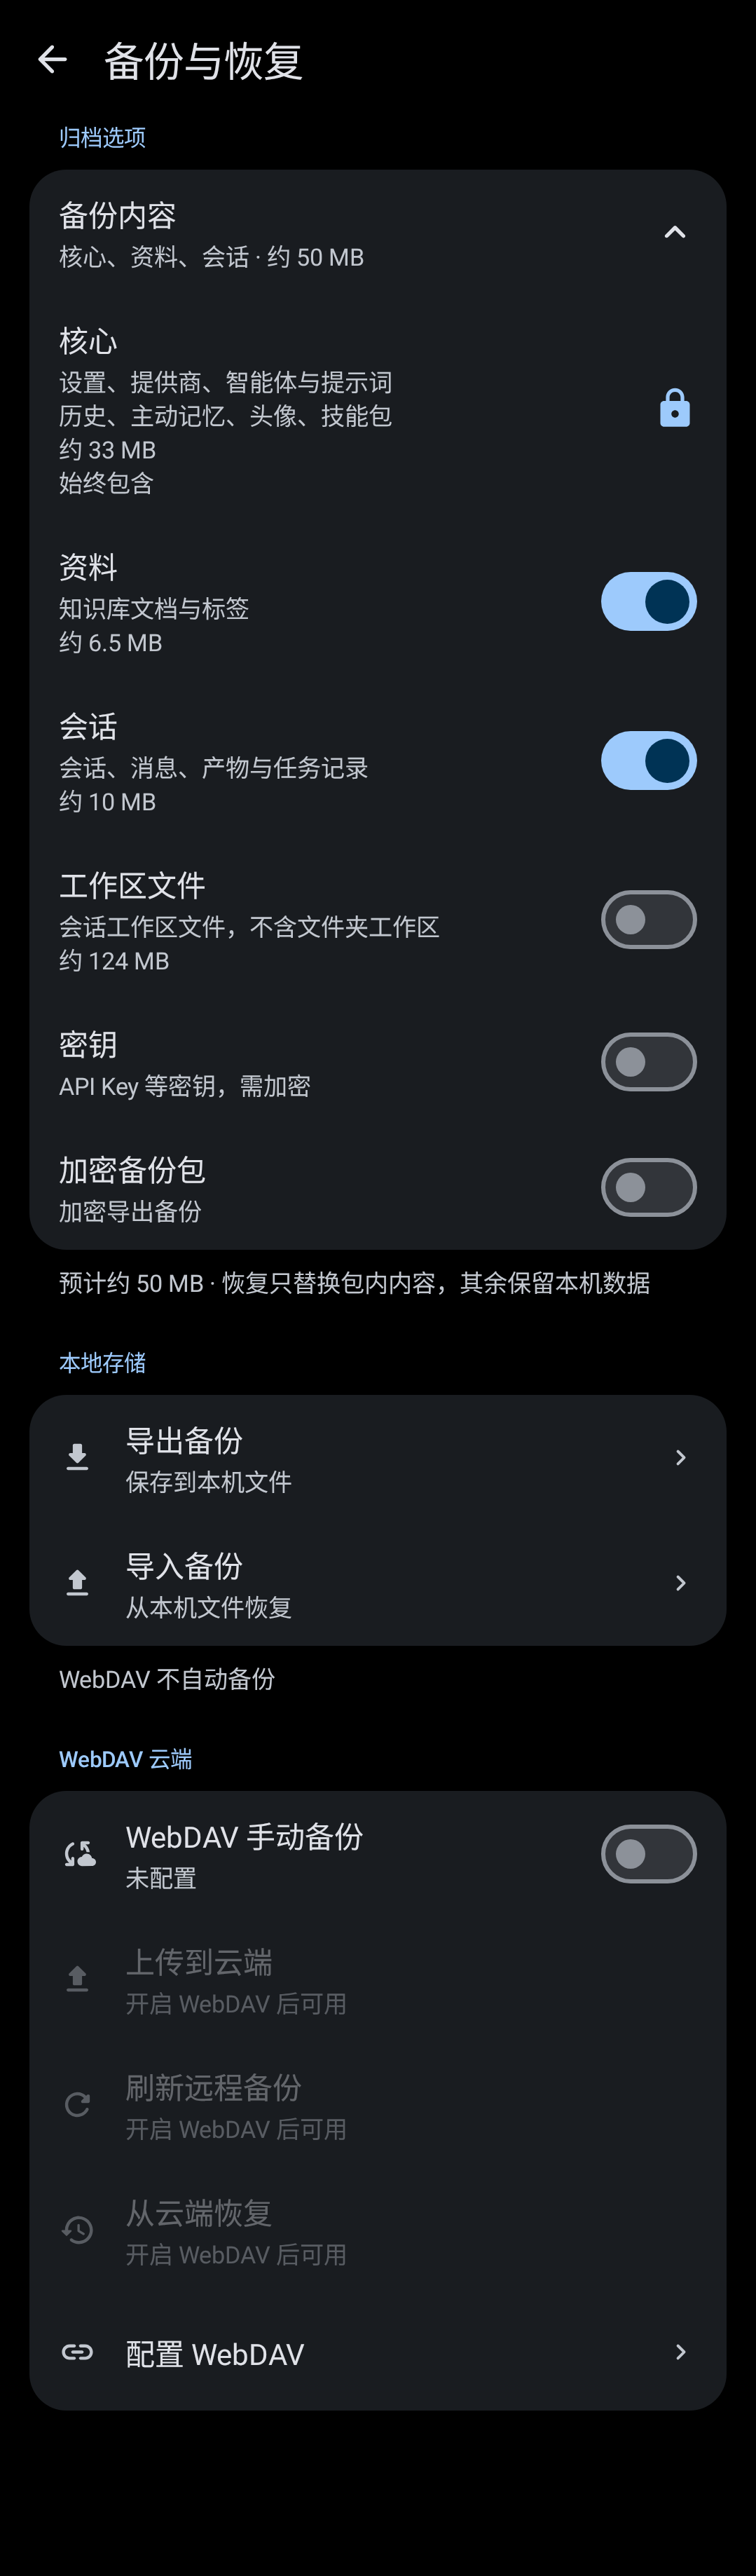 备份与恢复
归档选项
备份内容
核心、资料、会话 · 约 50 MB
核心
设置、提供商、智能体与提示词
历史、主动记忆、头像、技能包
约 33 MB
始终包含
资料
知识库文档与标签
约 6.5 MB
会话
会话、消息、产物与任务记录
约 10 MB
工作区文件
会话工作区文件，不含文件夹工作区
约 124 MB
密钥
API Key 等密钥，需加密
加密备份包
加密导出备份
预计约 50 MB · 恢复只替换包内内容，其余保留本机数据
本地存储
导出备份
保存到本机文件
导入备份
从本机文件恢复
WebDAV 不自动备份
WebDAV 云端
WebDAV 手动备份
未配置
上传到云端
开启 WebDAV 后可用
刷新远程备份
开启 WebDAV 后可用
从云端恢复
开启 WebDAV 后可用
配置 WebDAV